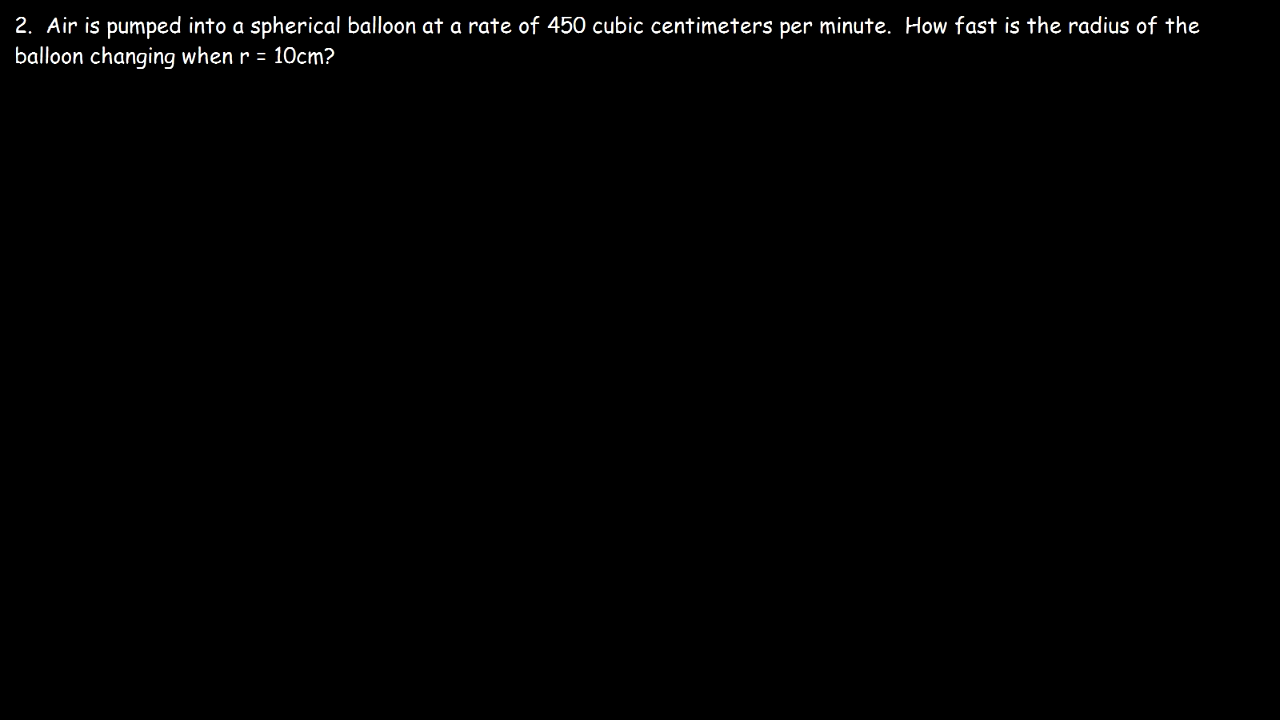 2.  Air is pumped into a spherical balloon at a rate of 450 cubic centimeters per minute.  How fast is the radius of the
balloon changing when r = 10cm?